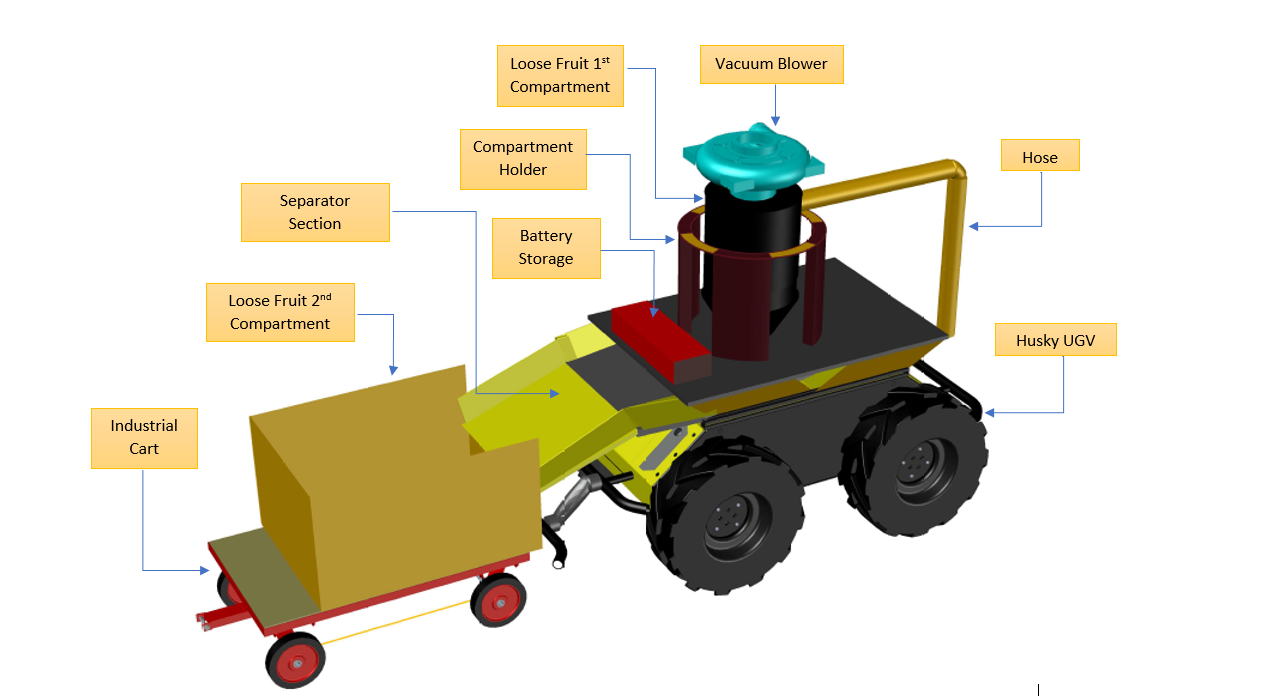 Loose Fruit 1st
Compartment
Vacuum Blower
Compartment
Holder
Hose
Separator
Section
Battery
Storage
Loose Fruit 2nd
Compartment
Husky UGV
Industrial
Cart